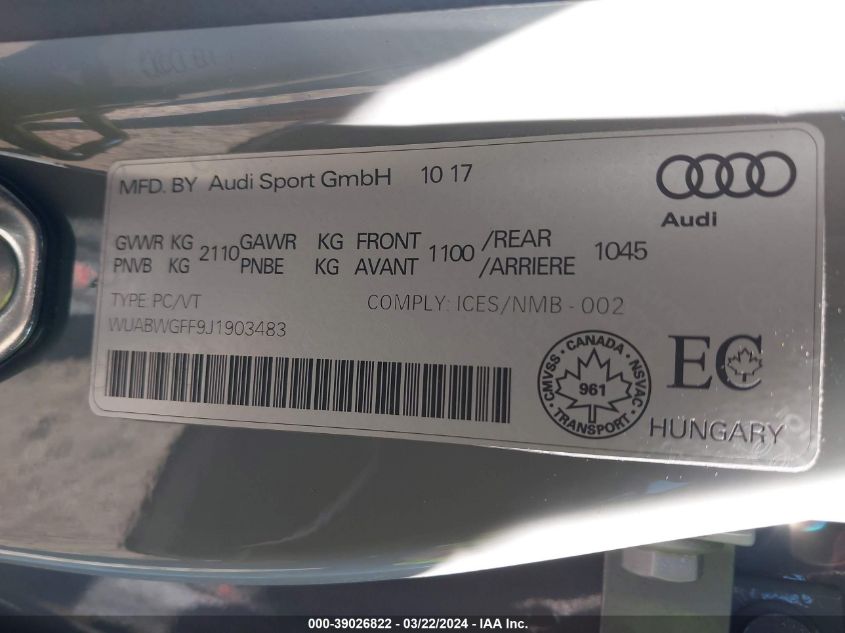 MFD. BY Audi Sport GmbH 10 17
Audi
GVWR KG 2110 GAWR KG FRONT 1100 /REAR 1045
PNVB KG PNBE KG AVANT /ARRIERE
TYPE: PC/VT COMPLY: ICES/NMB - 002
WUABWGFF9J1903483
CMVSS - CANADA - NSVAC
961
TRANSPORT
EC
HUNGARY
000-39026822 - 03/22/2024 - IAA Inc.